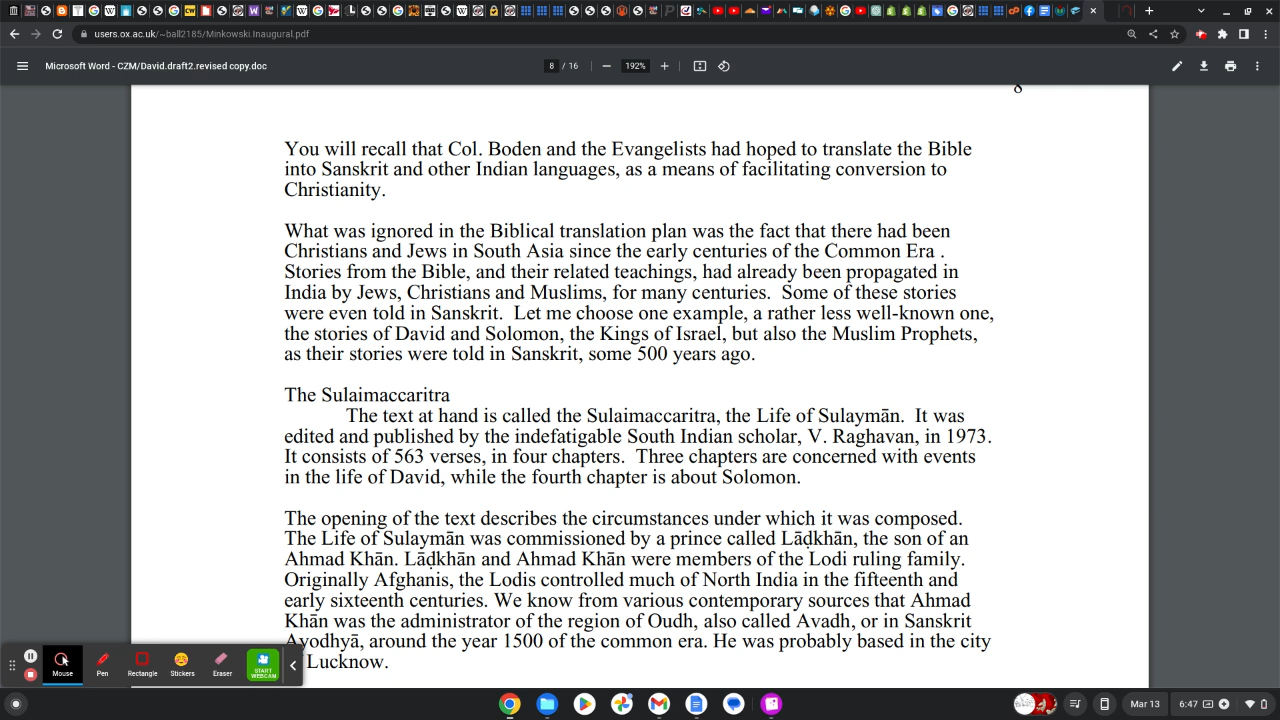 users.ox.ac.uk/~ball2185/Minkowski.Inaugural.pdf
Microsoft Word - CZM/David.draft2.revised copy.doc
8 / 16
192%
8
You will recall that Col. Boden and the Evangelists had hoped to translate the Bible
into Sanskrit and other Indian languages, as a means of facilitating conversion to
Christianity.
What was ignored in the Biblical translation plan was the fact that there had been
Christians and Jews in South Asia since the early centuries of the Common Era .
Stories from the Bible, and their related teachings, had already been propagated in
India by Jews, Christians and Muslims, for many centuries.  Some of these stories
were even told in Sanskrit.  Let me choose one example, a rather less well-known one,
the stories of David and Solomon, the Kings of Israel, but also the Muslim Prophets,
as their stories were told in Sanskrit, some 500 years ago.
The Sulaimaccaritra
The text at hand is called the Sulaimaccaritra, the Life of Sulaymān.  It was
edited and published by the indefatigable South Indian scholar, V. Raghavan, in 1973.
It consists of 563 verses, in four chapters.  Three chapters are concerned with events
in the life of David, while the fourth chapter is about Solomon.
The opening of the text describes the circumstances under which it was composed.
The Life of Sulaymān was commissioned by a prince called Lāḍkhān, the son of an
Ahmad Khān. Lāḍkhān and Ahmad Khān were members of the Lodi ruling family.
Originally Afghanis, the Lodis controlled much of North India in the fifteenth and
early sixteenth centuries. We know from various contemporary sources that Ahmad
Khān was the administrator of the region of Oudh, also called Avadh, or in Sanskrit
Ayodhyā, around the year 1500 of the common era. He was probably based in the city
Lucknow.
Mouse
Pen
Rectangle
Stickers
Eraser
START
WEBCAM
Mar 13
6:47